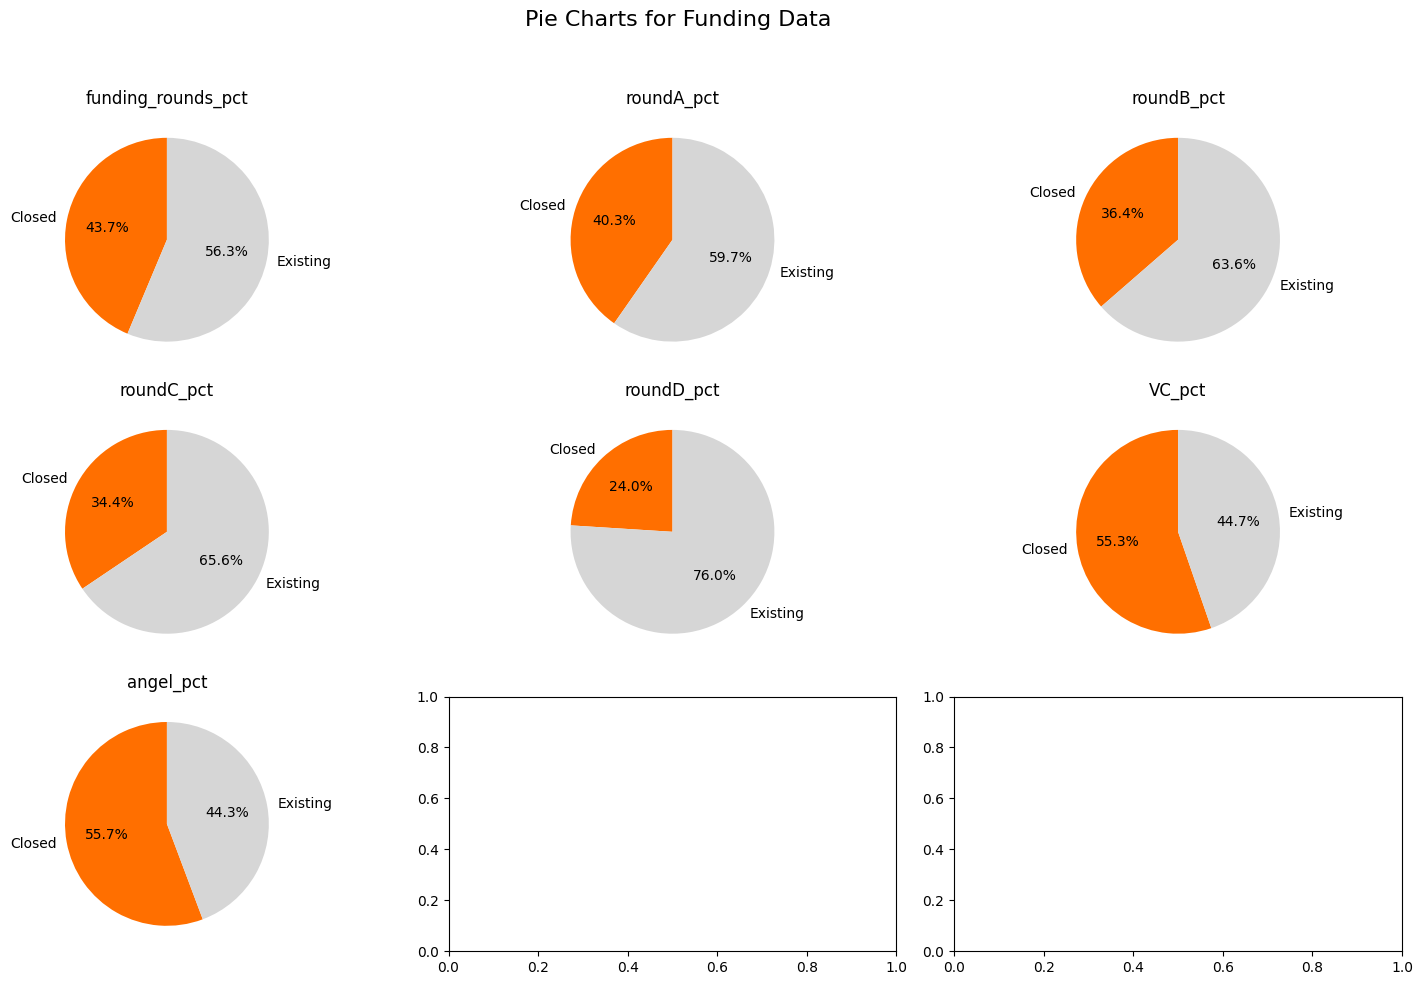 Pie Charts for Funding Data
funding_rounds_pct
Closed
43.7%
56.3%
Existing
roundA_pct
Closed
40.3%
59.7%
Existing
roundB_pct
Closed
36.4%
63.6%
Existing
roundC_pct
Closed
34.4%
65.6%
Existing
roundD_pct
Closed
24.0%
76.0%
Existing
VC_pct
Existing
44.7%
55.3%
Closed
angel_pct
Existing
44.3%
55.7%
Closed
1.0
0.8
0.6
0.4
0.2
0.0
0.0 0.2 0.4 0.6 0.8 1.0
1.0
0.8
0.6
0.4
0.2
0.0
0.0 0.2 0.4 0.6 0.8 1.0